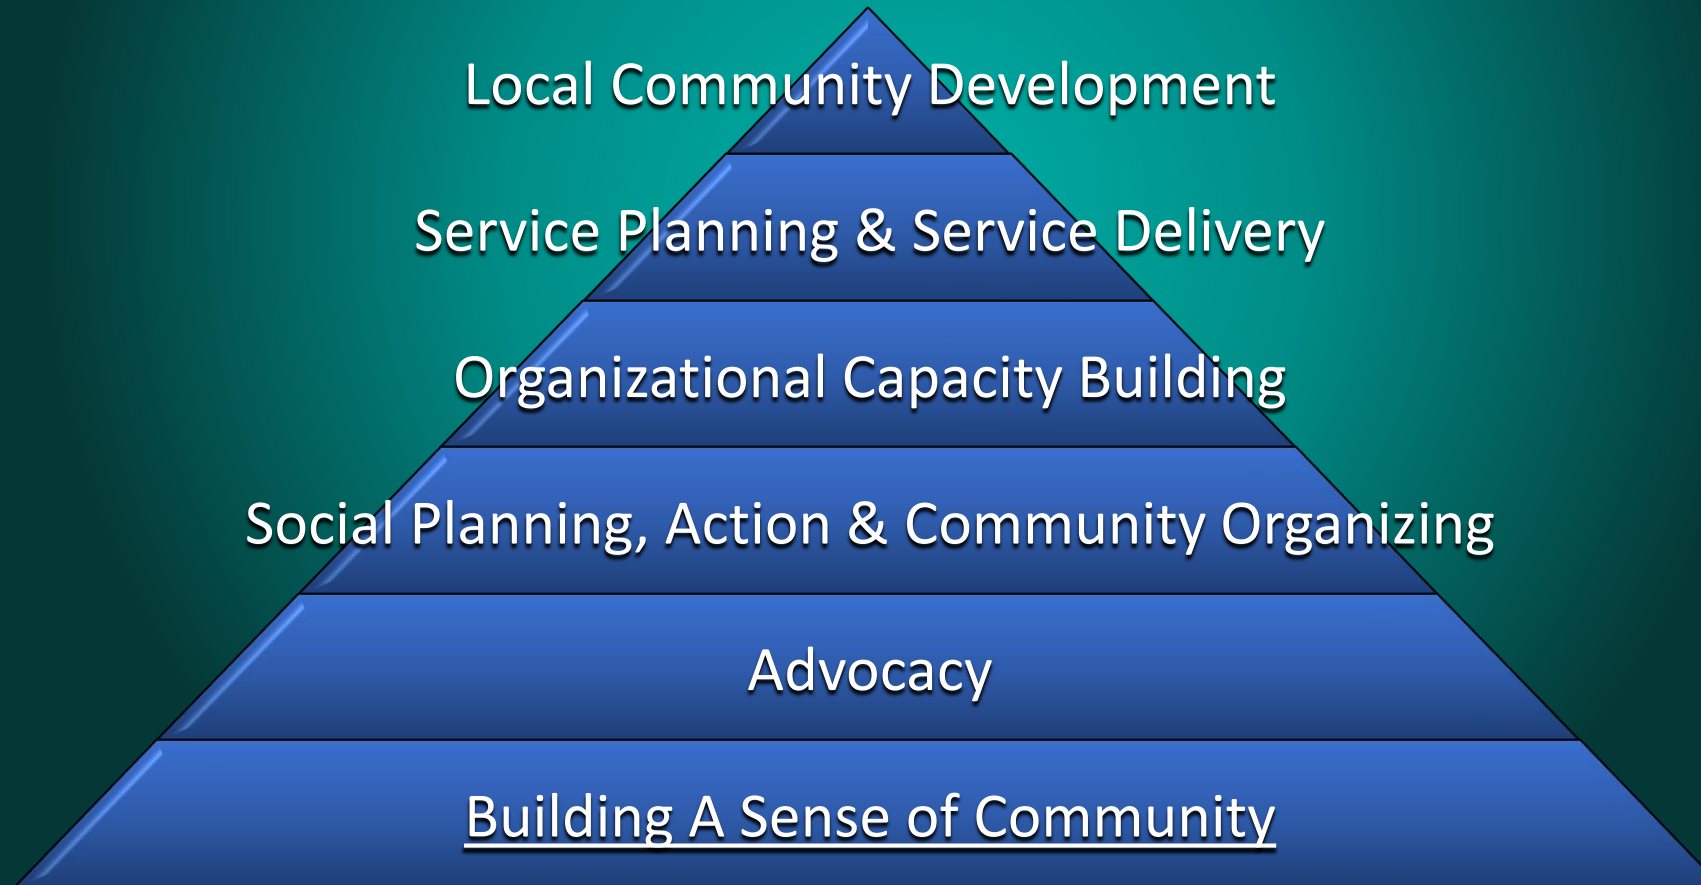 Local Community Development
Service Planning & Service Delivery
Organizational Capacity Building
Social Planning, Action & Community Organizing
Advocacy
Building A Sense of Community